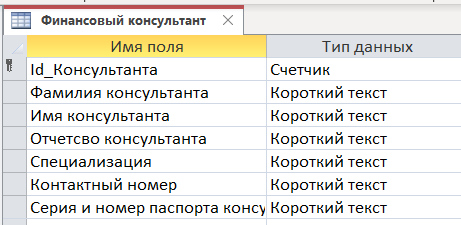 Финансовый консультант
Имя поля Тип данных
Id_Консультанта Счетчик
Фамилия консультанта Короткий текст
Имя консультанта Короткий текст
Отчетсво консультанта Короткий текст
Специализация Короткий текст
Контактный номер Короткий текст
Серия и номер паспорта консу Короткий текст